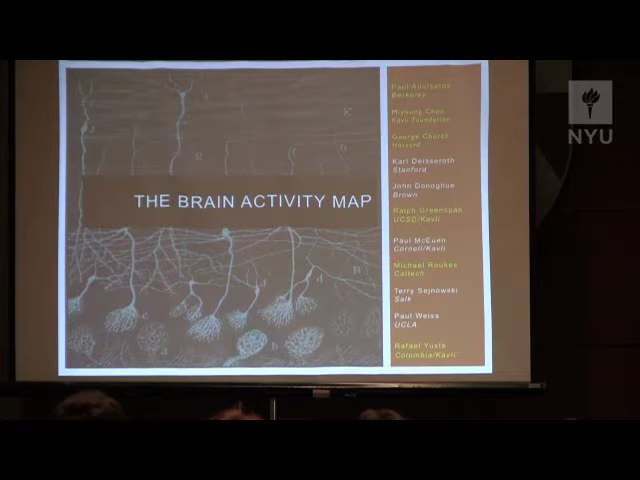 THE BRAIN ACTIVITY MAP
Paul Alivisatos
Berkeley
Miyoung Chun
Kavli Foundation
George Church
Harvard
Karl Deisseroth
Stanford
John Donoghue
Brown
Ralph Greenspan
UCSD/Kavli
Paul McEuen
Cornell/Kavli
Michael Roukes
Caltech
Terry Sejnowski
Salk
Paul Weiss
UCLA
Rafael Yuste
Columbia/Kavli
NYU